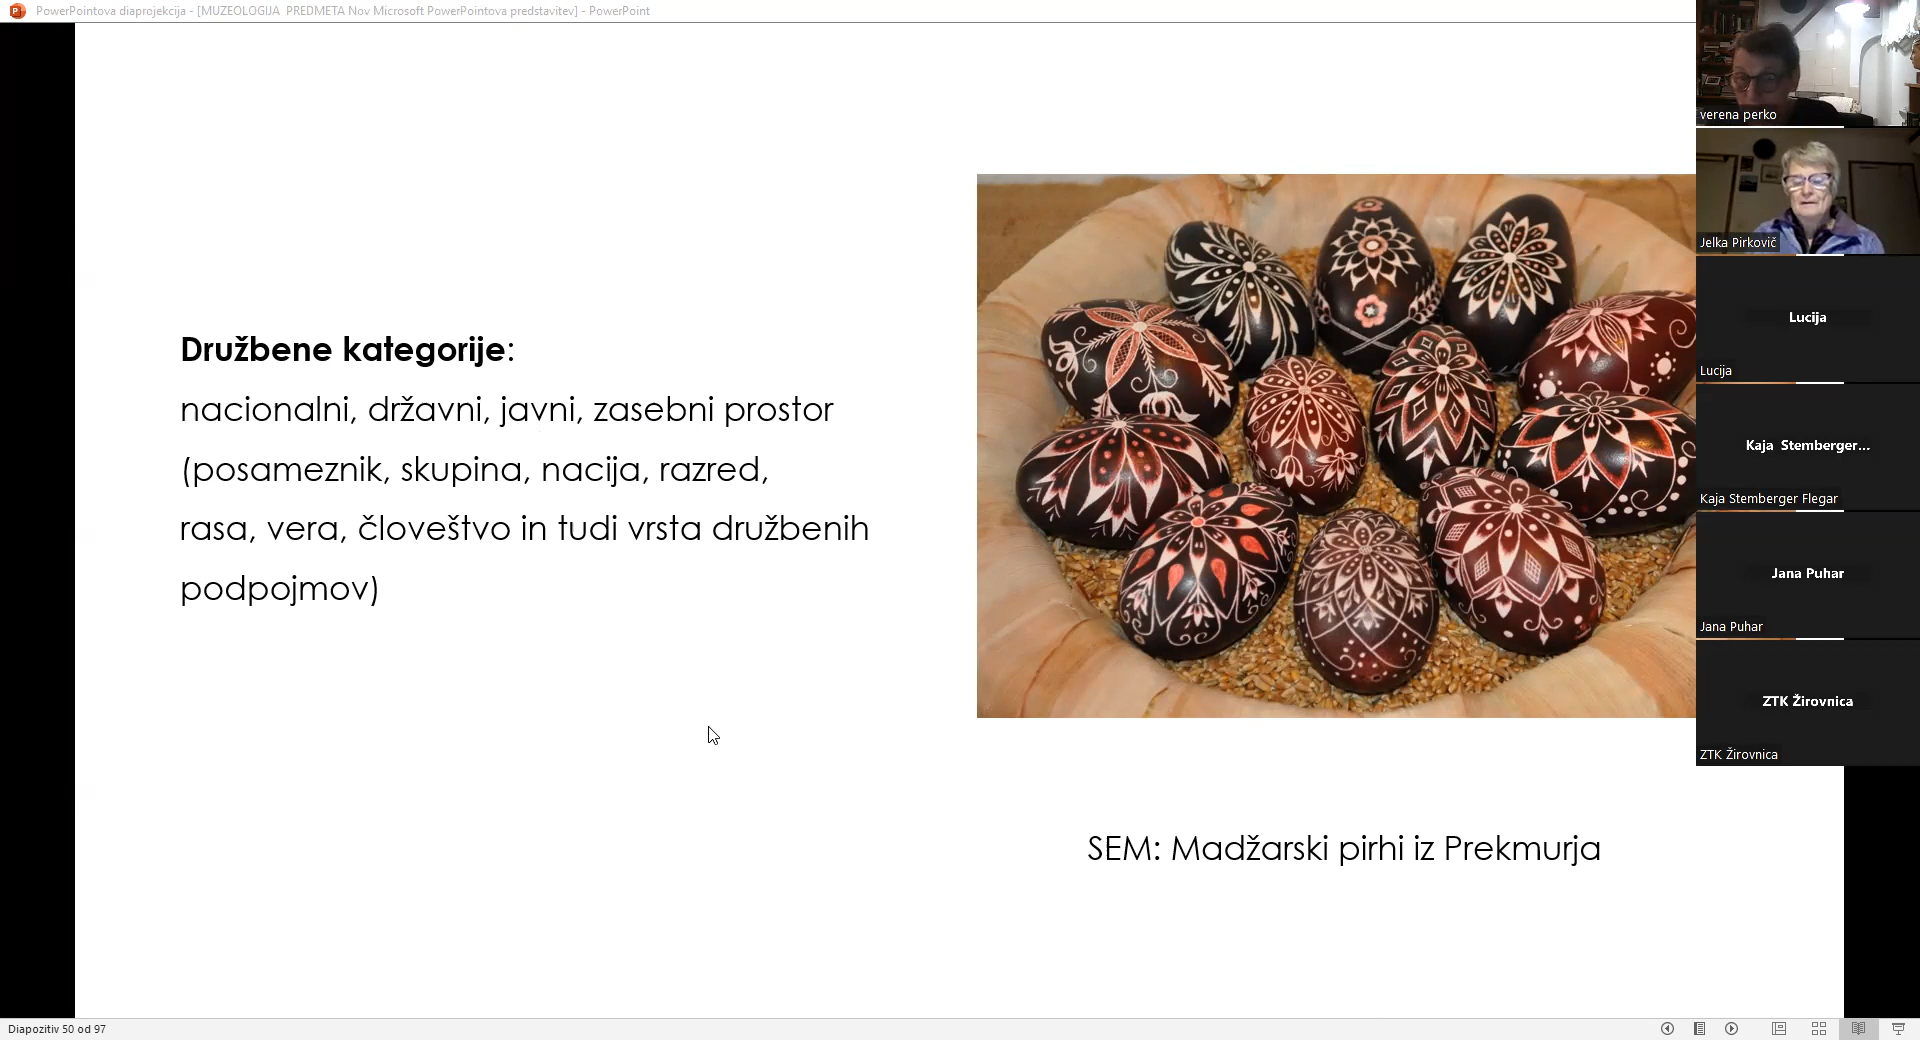 PowerPointova diaprojekcija - [MUZEOLOGIJA  PREDMETA Nov Microsoft PowerPointova predstavitev] - PowerPoint
Družbene kategorije:
nacionalni, državni, javni, zasebni prostor
(posameznik, skupina, nacija, razred,
rasa, vera, človeštvo in tudi vrsta družbenih
podpojmov)
SEM: Madžarski pirhi iz Prekmurja
verena perko
Jelka Pirkovič
Lucija
Lucija
Kaja Stemberger...
Kaja Stemberger Flegar
Jana Puhar
Jana Puhar
ZTK Žirovnica
ZTK Žirovnica
Diapozitiv 50 od 97